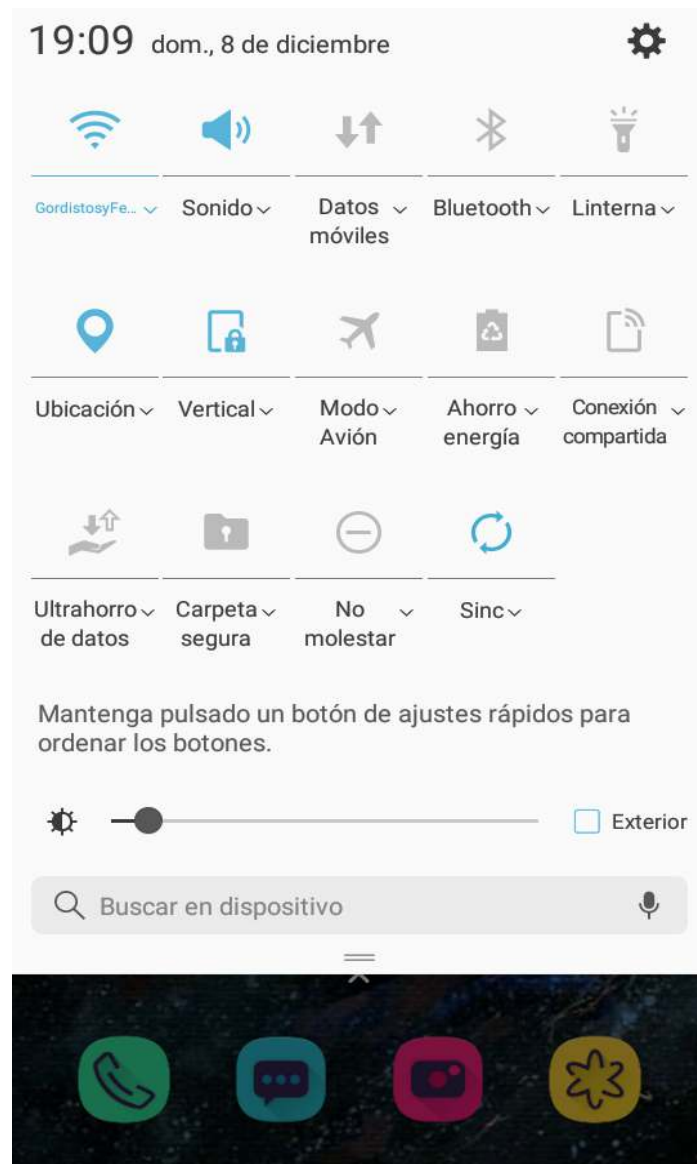 19:09 dom., 8 de diciembre
GordistosyFe... Sonido Datos móviles Bluetooth Linterna
Ubicación Vertical Modo Avión Ahorro energía Conexión compartida
Ultrahorro de datos Carpeta segura No molestar Sinc
Mantenga pulsado un botón de ajustes rápidos para
ordenar los botones.
Exterior
Buscar en dispositivo